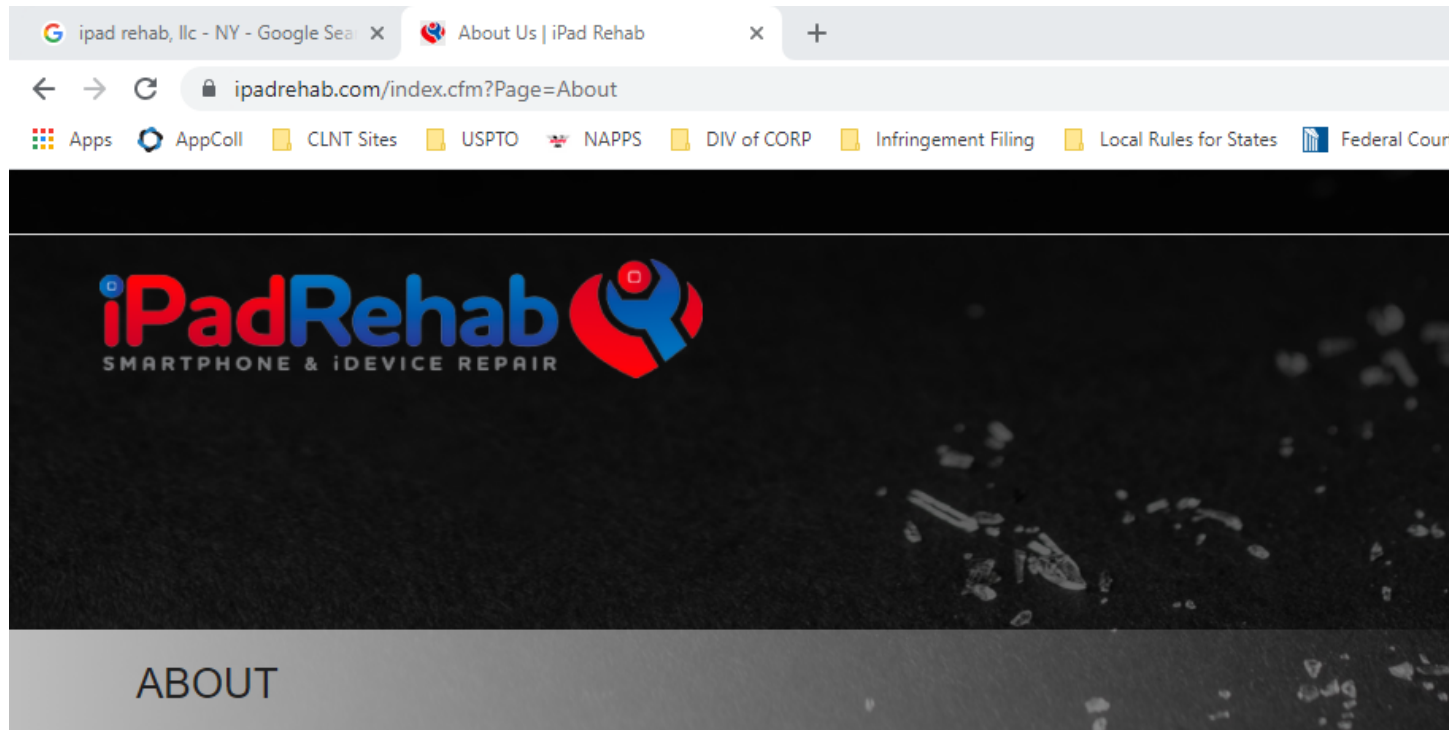 ipad rehab, llc - NY - Google Sea
About Us | iPad Rehab
ipadrehab.com/index.cfm?Page=About
Apps AppColl CLNT Sites USPTO NAPPS DIV of CORP Infringement Filing Local Rules for States Federal Cour
iPadRehab
SMARTPHONE & iDEVICE REPAIR
ABOUT